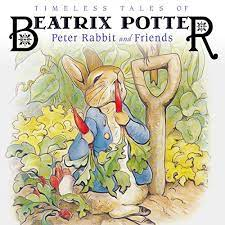 TIMELESS TALES OF
BEATRIX POTTER
Peter Rabbit and Friends